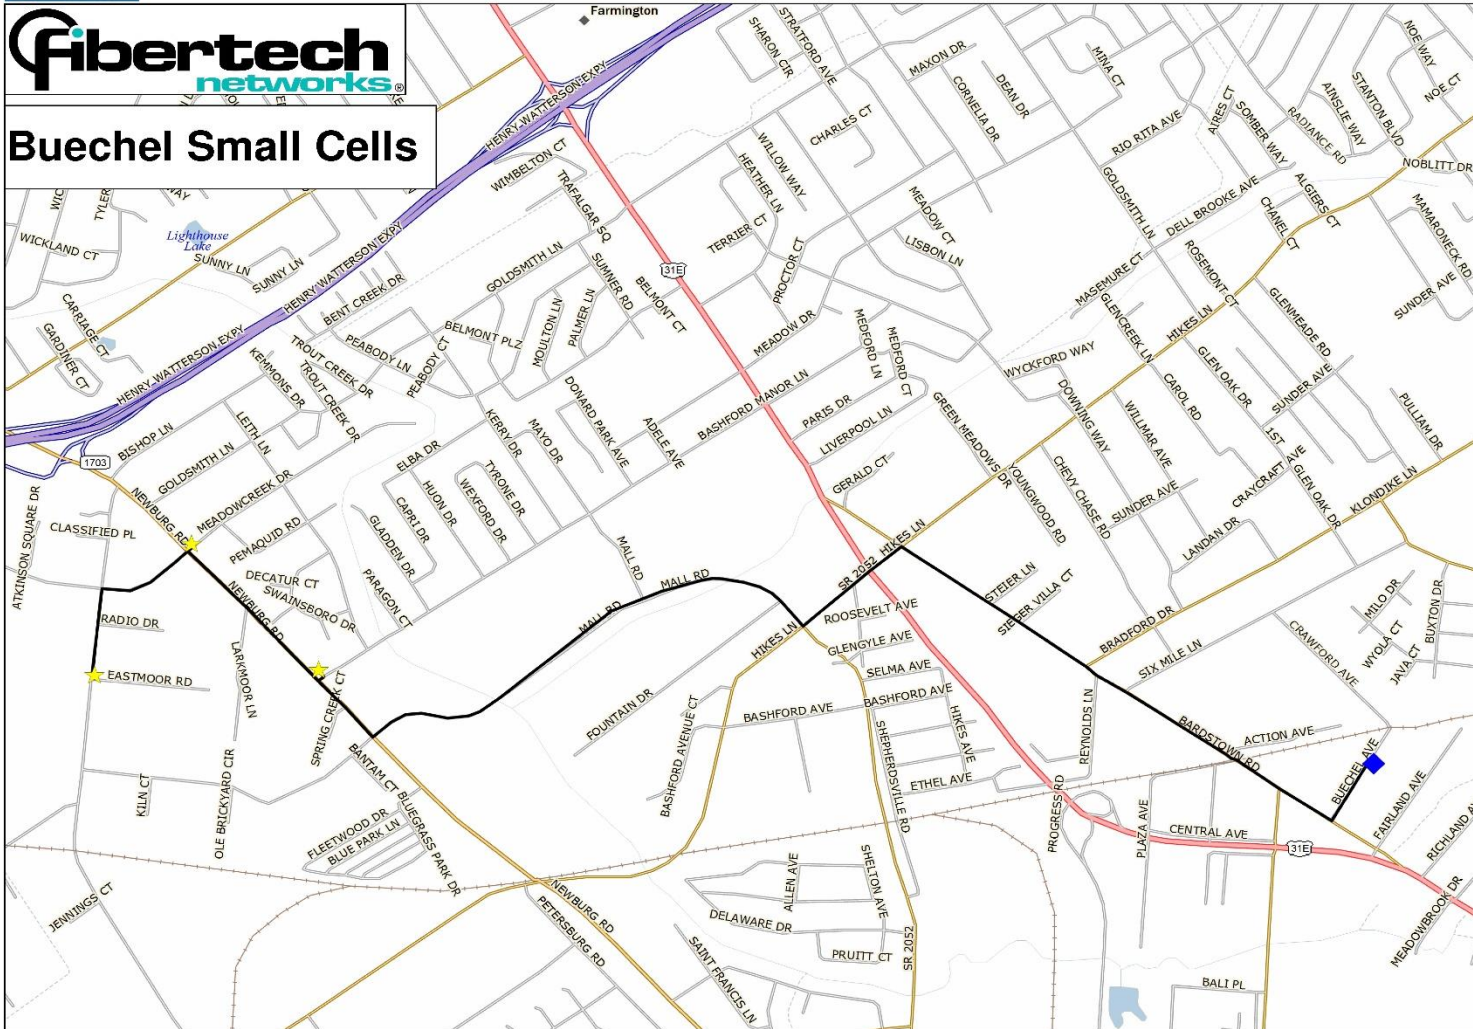 Fibertech
networks®
Buechel Small Cells
Farmington
SHARON CIR
STRATFORD AVE
MAXON DR
CORNELIA DR
DEAN DR
MINA CT
NOE WAY
NOE CT
STANTON BLVD
AINSLIE WAY
RADIANCE RD
SOMBER WAY
AIRES CT
RIO RITA AVE
NOBLITT DR
HENRY WATTERSON EXPY
HENRY WATTERSON EXPY
HENRY WATTERSON EXPY
HENRY WATTERSON EXPY
HENRY WATTERSON EXPY
WIMBELTON CT
TRAFALGAR SQ
CHARLES CT
WILLOW WAY
HEATHER LN
TERRIER CT
PROCTOR CT
MEADOW CT
LISBON LN
GOLDSMITH LN
DELL BROOKE AVE
ALGIERS CT
CHANEL CT
MAMARONECK RD
SUNDER AVE
WICKLAND CT
TYLER
WIC
WAY
Lighthouse
Lake
SUNNY LN
SUNNY LN
BENT CREEK DR
GOLDSMITH LN
SUMNER RD
BELMONT CT
31E
MASEMURE CT
ROSEMONT CT
GLENCREEK LN
HIKES LN
GLENMEADE RD
CARRIAGE CT
GARDINER CT
TROUT CREEK DR
TROUT CREEK DR
KEMMONS DR
PEABODY LN
PEABODY CT
BELMONT PLZ
MOULTON LN
PALMER LN
MEADOW DR
MEDFORD LN
MEDFORD CT
WYCKFORD WAY
GLEN OAK DR
CAROL RD
SUNDER AVE
PULLIAM DR
BISHOP LN
LEITH LN
GOLDSMITH LN
MEADOWCREEK DR
1703
ELBA DR
KERRY DR
MAYO DR
DONARD PARK AVE
ADELE AVE
BASHFORD MANOR LN
PARIS DR
LIVERPOOL LN
GERALD CT
GREEN MEADOWS DR
DOWNING WAY
WILLMAR AVE
1ST
GLEN OAK DR
CRAYCRAFT AVE
KLONDIKE LN
ATKINSON SQUARE DR
CLASSIFIED PL
NEWBURG RD
PEMAQUID RD
CAPRI DR
HUON DR
GLADDEN DR
WEXFORD DR
TYRONE DR
YOUNGWOOD RD
CHEVY CHASE RD
SUNDER AVE
LANDAN DR
DECATUR CT
SWAINSBORO DR
PARAGON CT
MALL RD
MALL RD
MALL RD
SR 2052
HIKES LN
STEIER LN
SIEGER VILLA CT
BRADFORD DR
MILO DR
BUXTON DR
RADIO DR
NEWBURG RD
LARKMOOR LN
SPRING CREEK CT
HIKES LN
ROOSEVELT AVE
GLENGYLE AVE
SELMA AVE
SIX MILE LN
CRAWFORD AVE
WYOLA CT
JAVA CT
EASTMOOR RD
FOUNTAIN DR
BASHFORD AVENUE CT
BASHFORD AVE
BASHFORD AVE
HIKES AVE
SHEPHERDSVILLE RD
REYNOLDS LN
BARDSTOWN RD
ACTION AVE
BUECHEL AVE
KILN CT
OLE BRICKYARD CIR
BANTAM CT
BLUEGRASS PARK DR
FLEETWOOD DR
BLUE PARK LN
ETHEL AVE
PROGRESS RD
PLAZA AVE
CENTRAL AVE
31E
FAIRLAND AVE
RICHLAND A
JENNINGS CT
NEWBURG RD
PETERSBURG RD
ALLEN AVE
SHELTON AVE
DELAWARE DR
PRUITT CT
SR 2052
SAINT FRANCIS LN
BALI PL
MEADOWBROOK DR